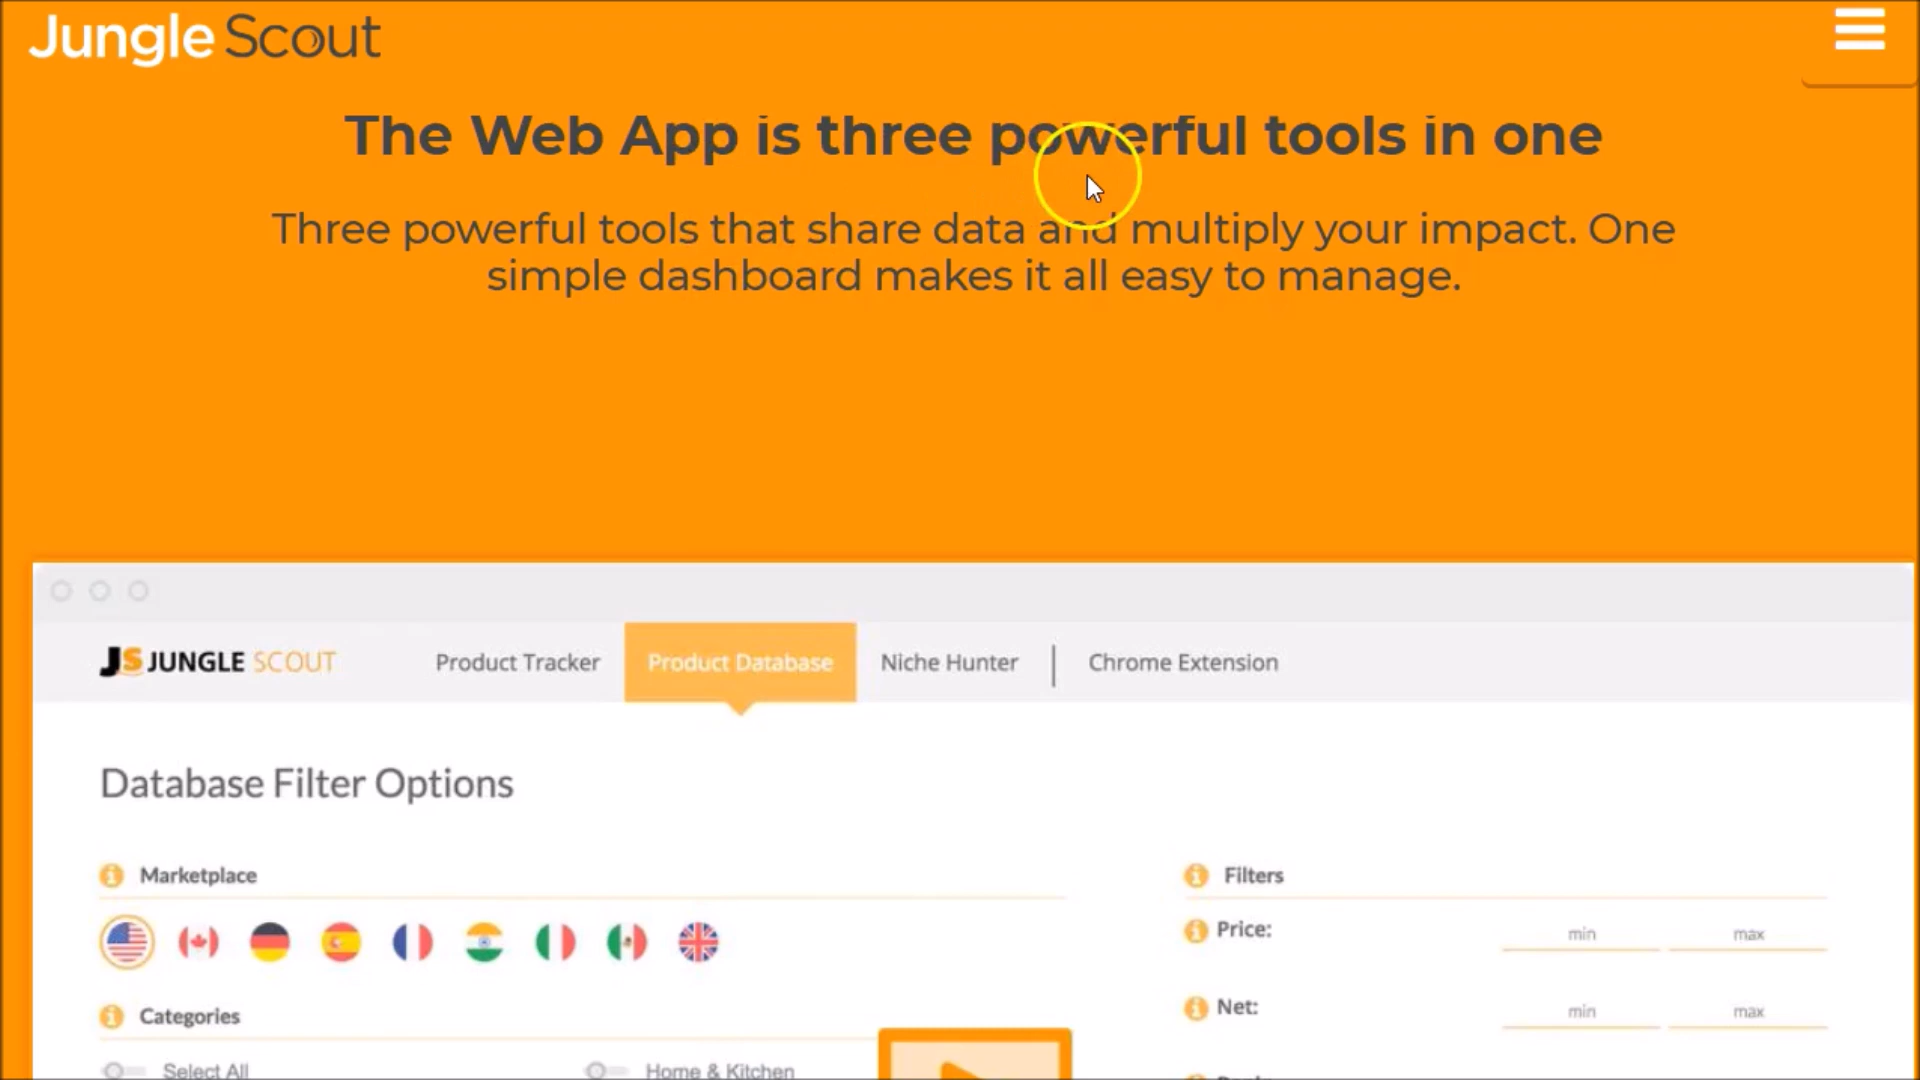 Jungle Scout
The Web App is three powerful tools in one
Three powerful tools that share data and multiply your impact. One
simple dashboard makes it all easy to manage.
JS JUNGLE SCOUT
Product Tracker
Product Database
Niche Hunter
Chrome Extension
Database Filter Options
Marketplace
Filters
Price:
min
max
Net:
min
max
Categories
Select All
Home & Kitchen